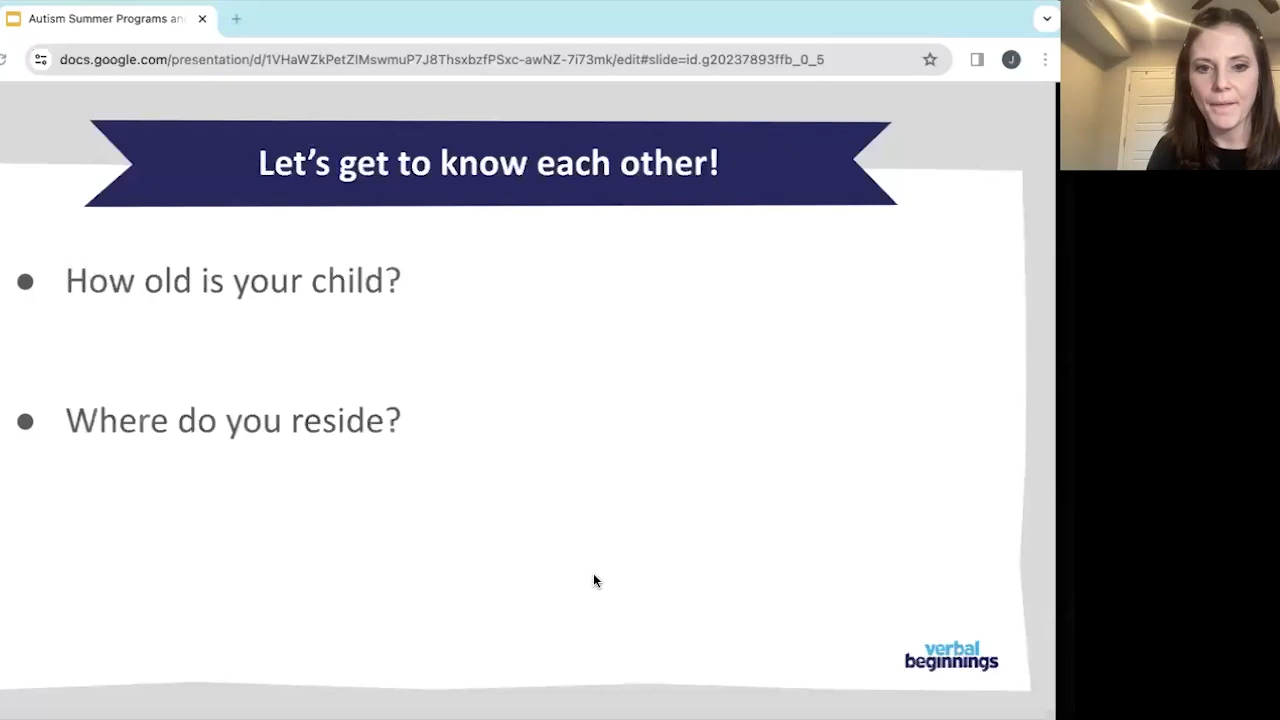 Autism Summer Programs an
docs.google.com/presentation/d/1VHaWZkPetZIMswmuP7J8ThsxbzfPSxc-awNZ-7i73mk/edit#slide=id.g20237893ffb_0_5
J
Let's get to know each other!
● How old is your child?
● Where do you reside?
verbal
beginnings